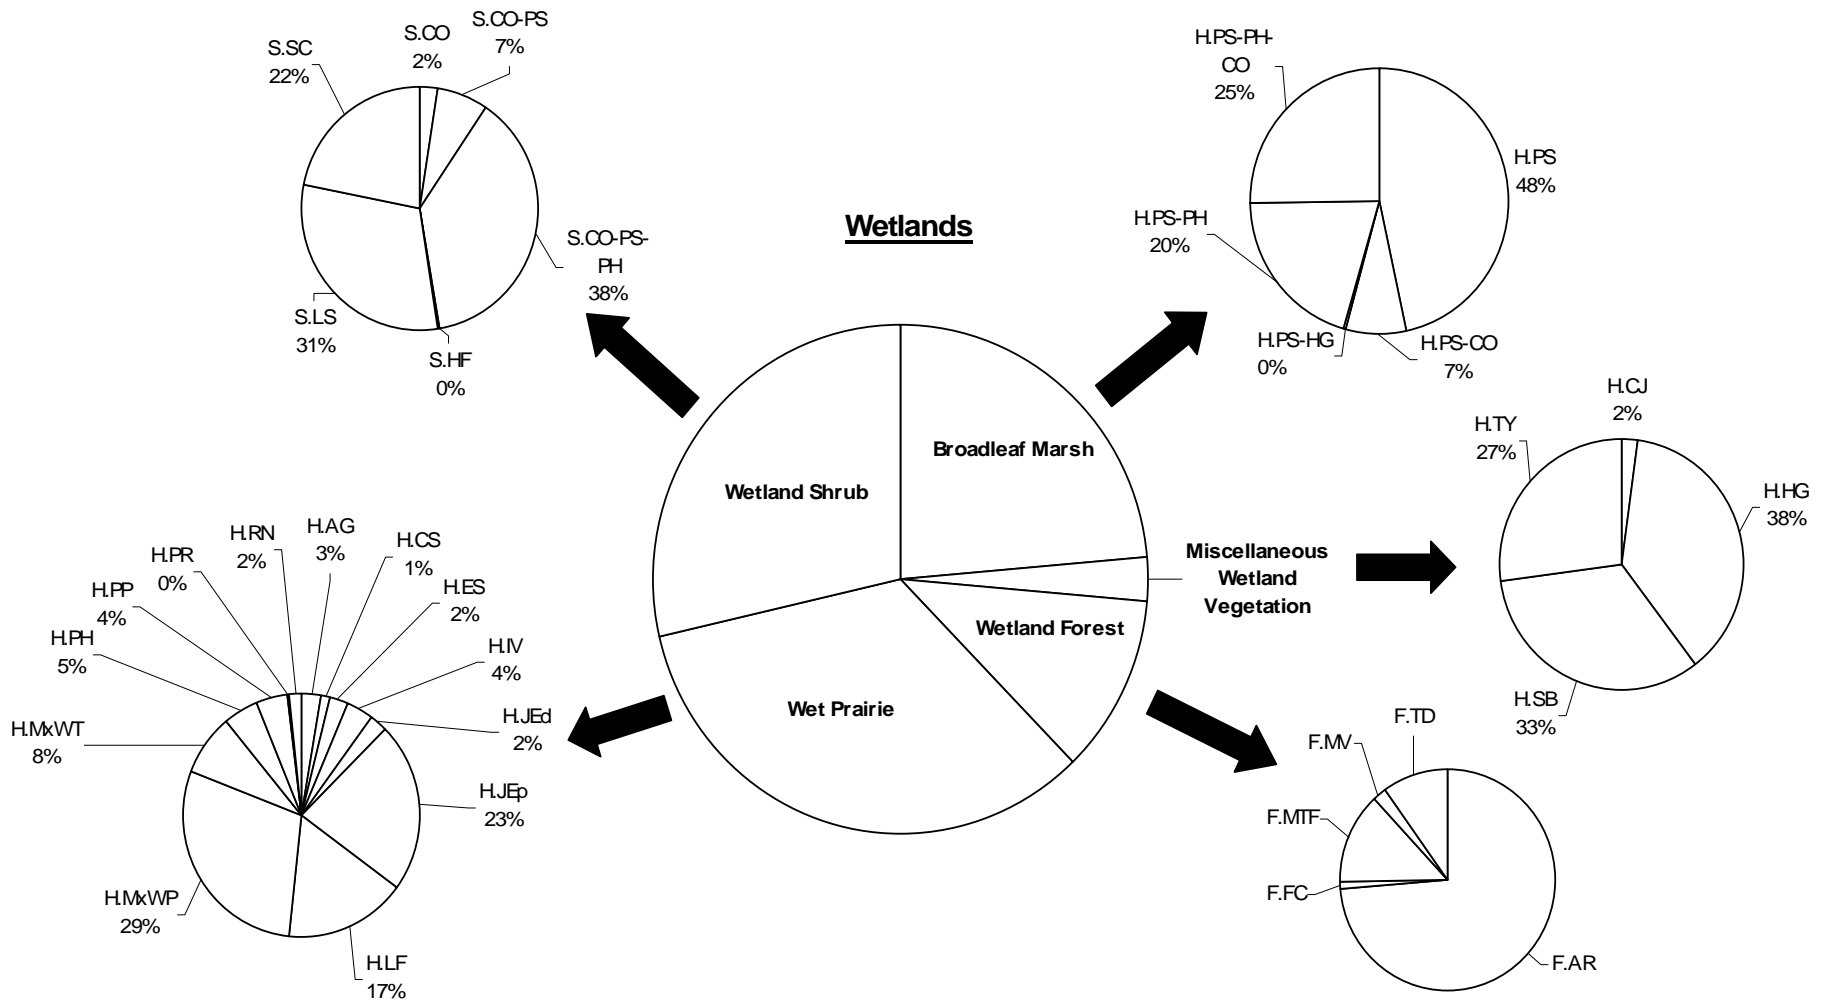 Wetlands
S.CO
2%
S.CO-PS
7%
S.CO-PS-
PH
38%
S.HF
0%
S.LS
31%
S.SC
22%
H.PS-PH-
CO
25%
H.PS
48%
H.PS-CO
7%
H.PS-HG
0%
H.PS-PH
20%
Broadleaf Marsh
Wetland Shrub
Miscellaneous
Wetland
Vegetation
Wetland Forest
Wet Prairie
H.CJ
2%
H.HG
38%
H.SB
33%
H.TY
27%
H.AG
3%
H.CS
1%
H.ES
2%
H.IV
4%
H.JEd
2%
H.JEp
23%
H.LF
17%
H.MxWP
29%
H.MxWT
8%
H.PH
5%
H.PP
4%
H.PR
0%
H.RN
2%
F.TD
F.MV
F.MTF
F.FC
F.AR